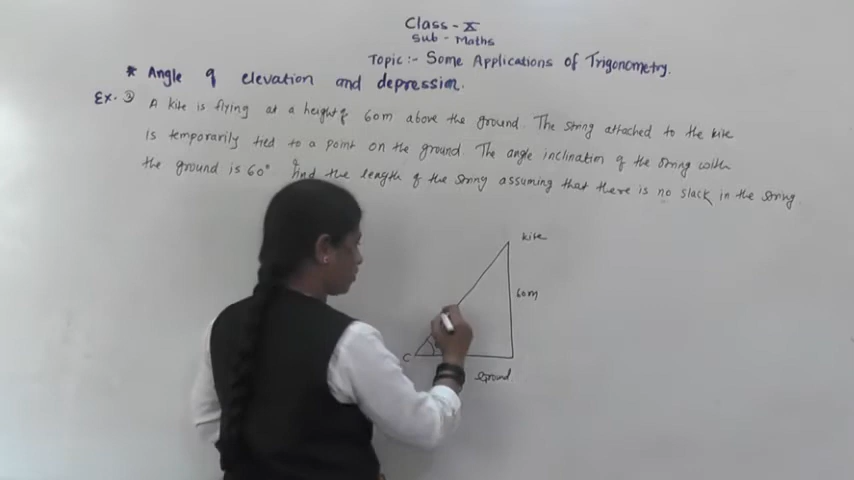 Class - X
Sub - Maths
Topic:- Some Applications of Trigonometry.
* Angle of elevation and depression.
Ex. ③ A kite is flying at a height of 60m above the ground. The string attached to the kite
is temporarily tied to a point on the ground. The angle inclination of the string with
the ground is 60°. find the length of the string assuming that there is no slack in the string.
kite
60m
C
ground